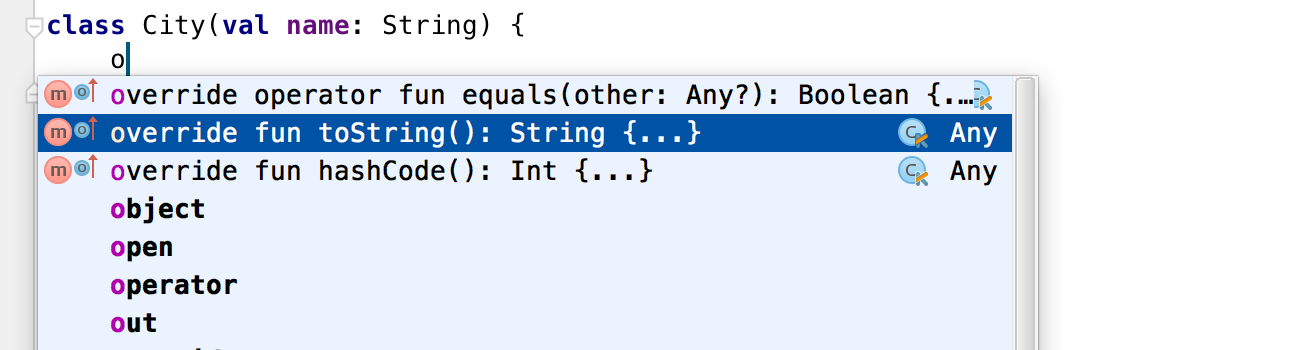 class City(val name: String) {
o
override operator fun equals(other: Any?): Boolean {...
override fun toString(): String {...} Any
override fun hashCode(): Int {...} Any
object
open
operator
out